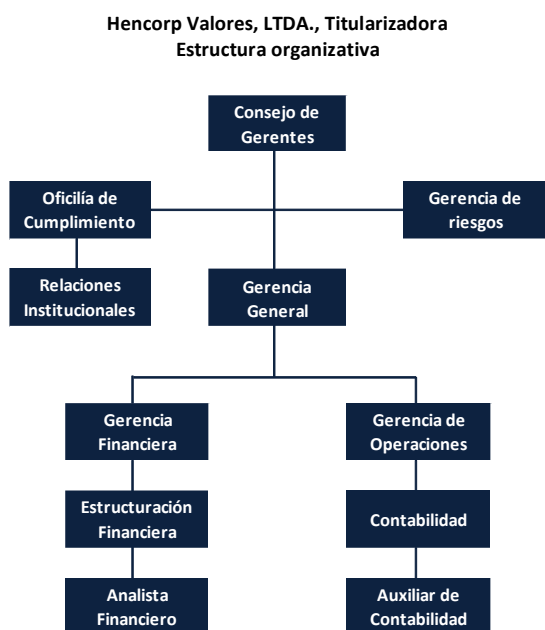 Hencorp Valores, LTDA., Titularizadora
Estructura organizativa
Consejo de
Gerentes
Oficilía de
Cumplimiento
Gerencia de
riesgos
Relaciones
Institucionales
Gerencia
General
Gerencia
Financiera
Gerencia de
Operaciones
Estructuración
Financiera
Contabilidad
Analista
Financiero
Auxiliar de
Contabilidad